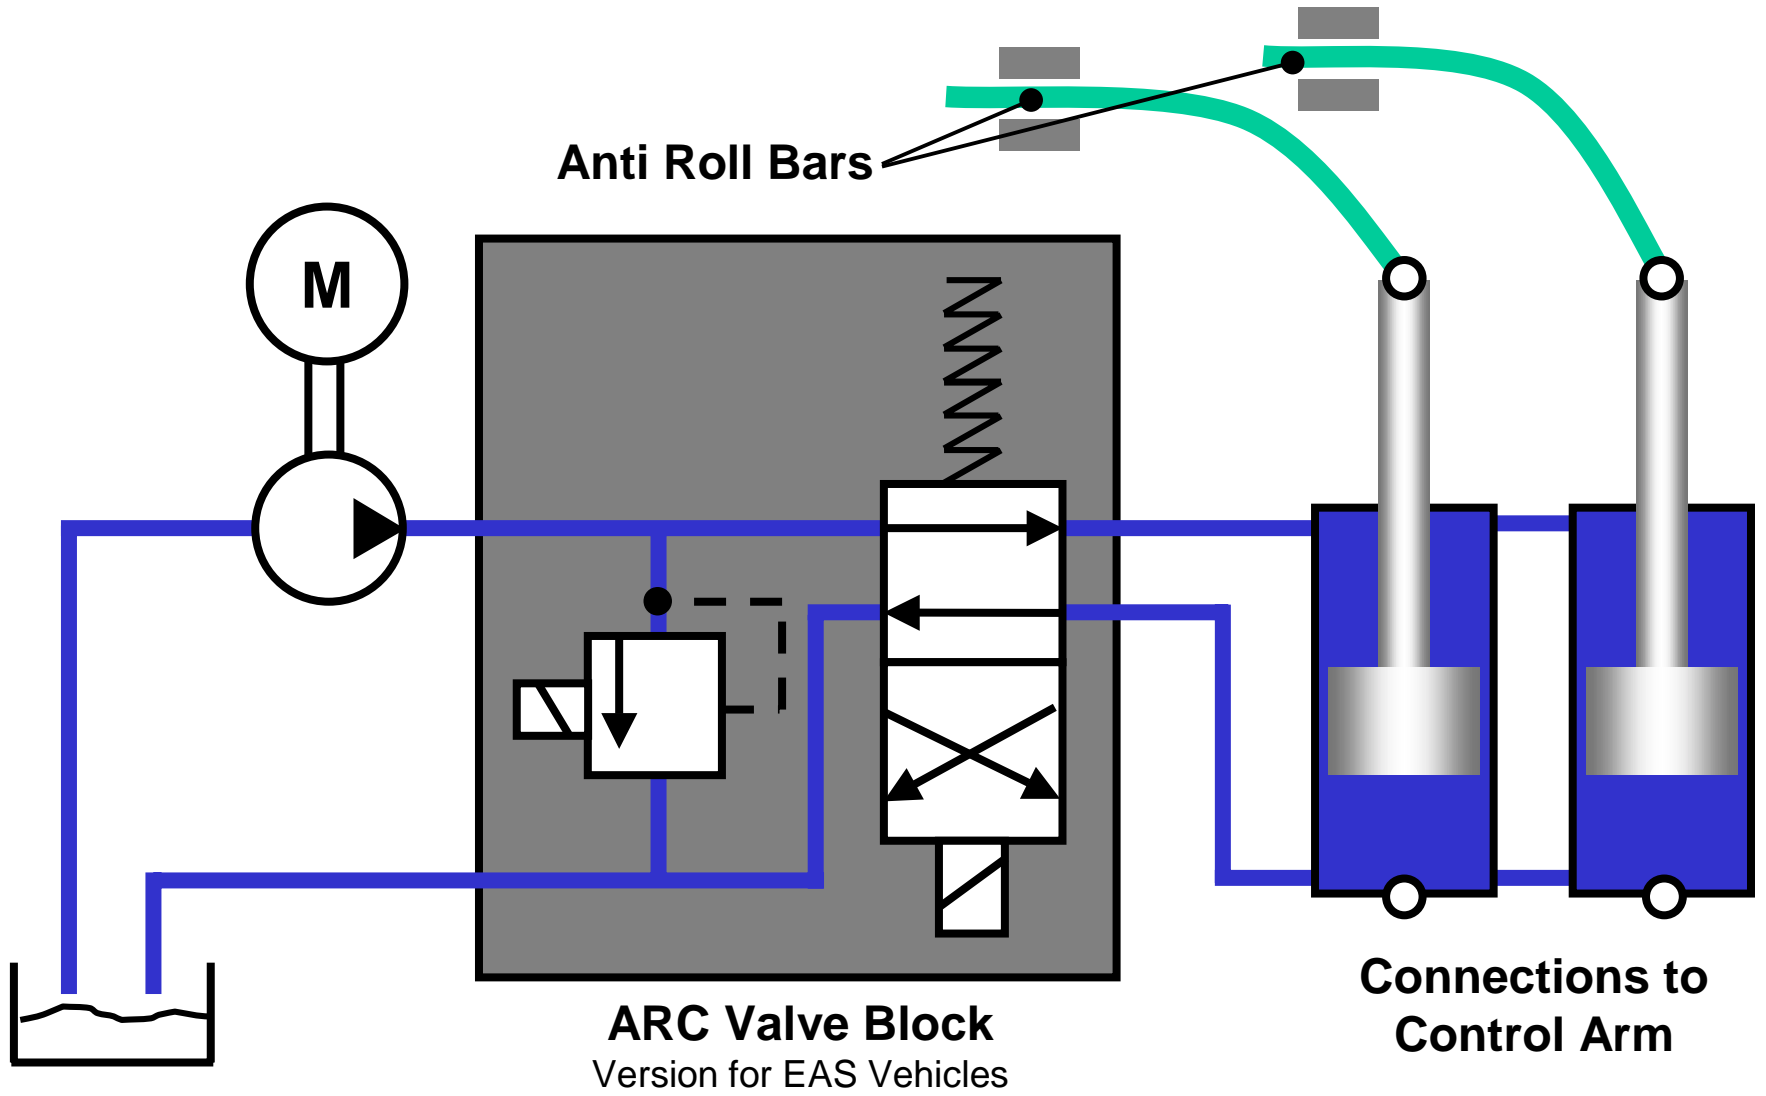 Anti Roll Bars
M
ARC Valve Block
Version for EAS Vehicles
Connections to
Control Arm